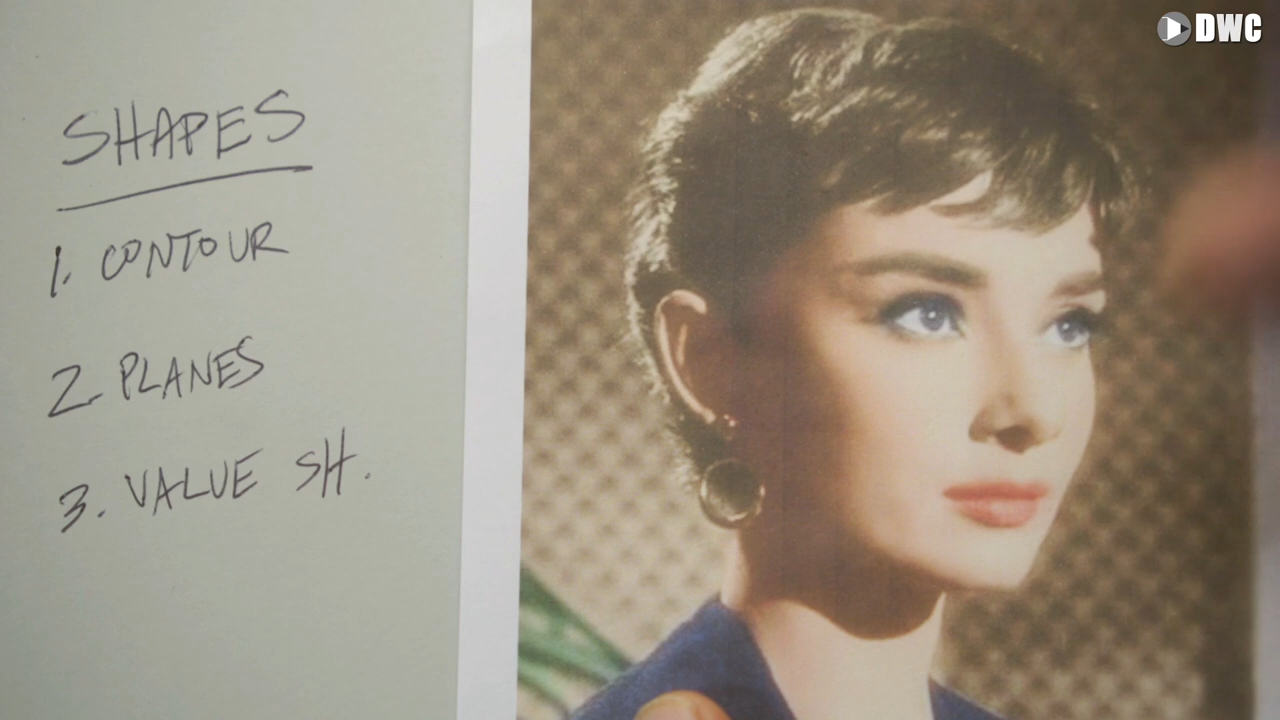 DWC
SHAPES
1. CONTOUR
2. PLANES
3. VALUE SH.